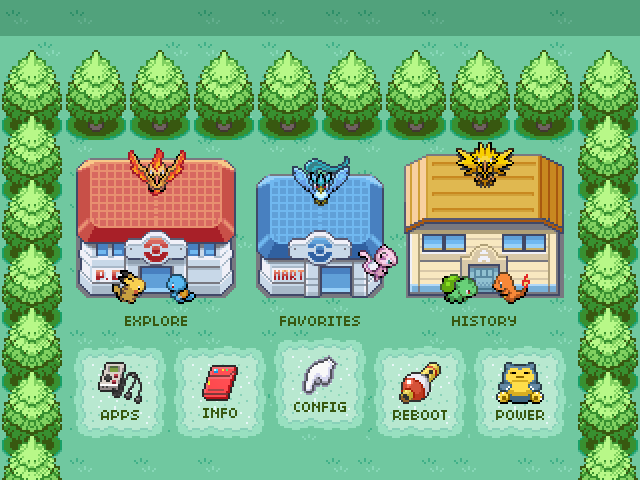 P.C
MART
EXPLORE
FAVORITES
HISTORY
APPS
INFO
CONFIG
REBOOT
POWER